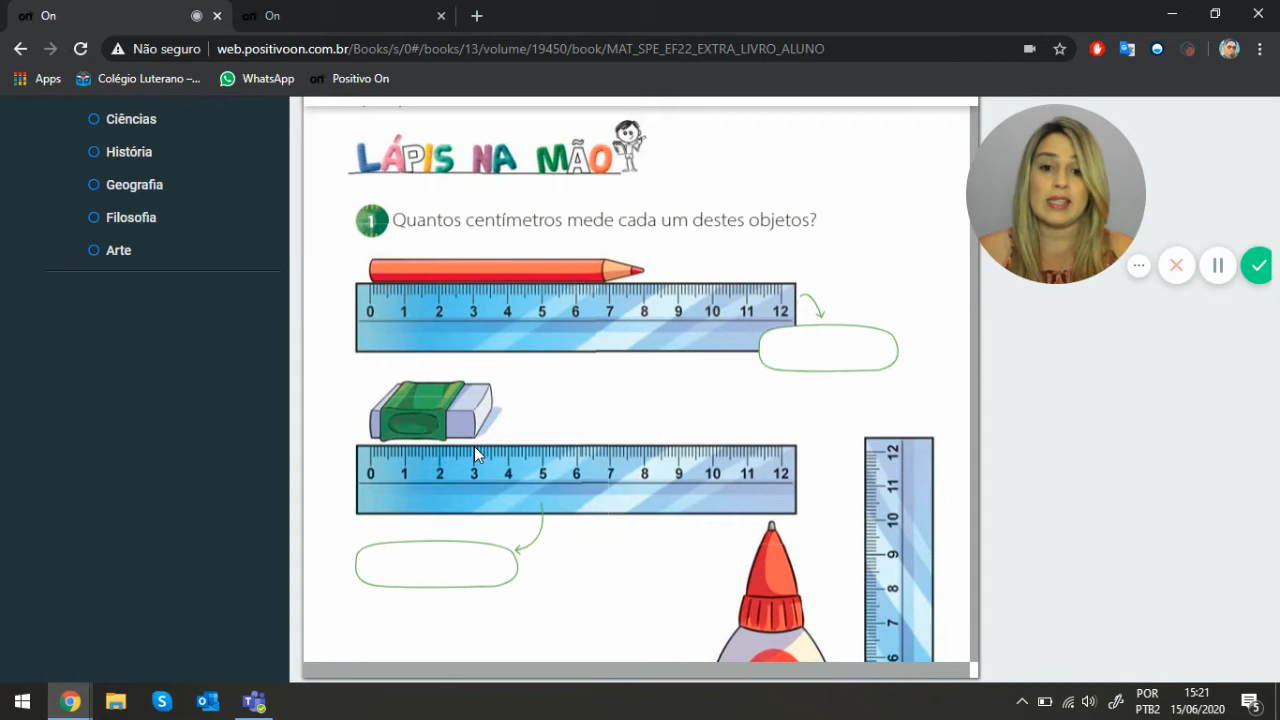 on On
on On
Não seguro web.positivoon.com.br/Books/s/0#/books/13/volume/19450/book/MAT_SPE_EF22_EXTRA_LIVRO_ALUNO
Apps Colégio Luterano –... WhatsApp on Positivo On
Ciências
História
Geografia
Filosofia
Arte
LÁPIS NA MÃO
1 Quantos centímetros mede cada um destes objetos?
0 1 2 3 4 5 6 7 8 9 10 11 12
0 1 2 3 4 5 6 7 8 9 10 11 12
12
11
10
9
8
7
6
POR 15:21
PTB2 15/06/2020
5